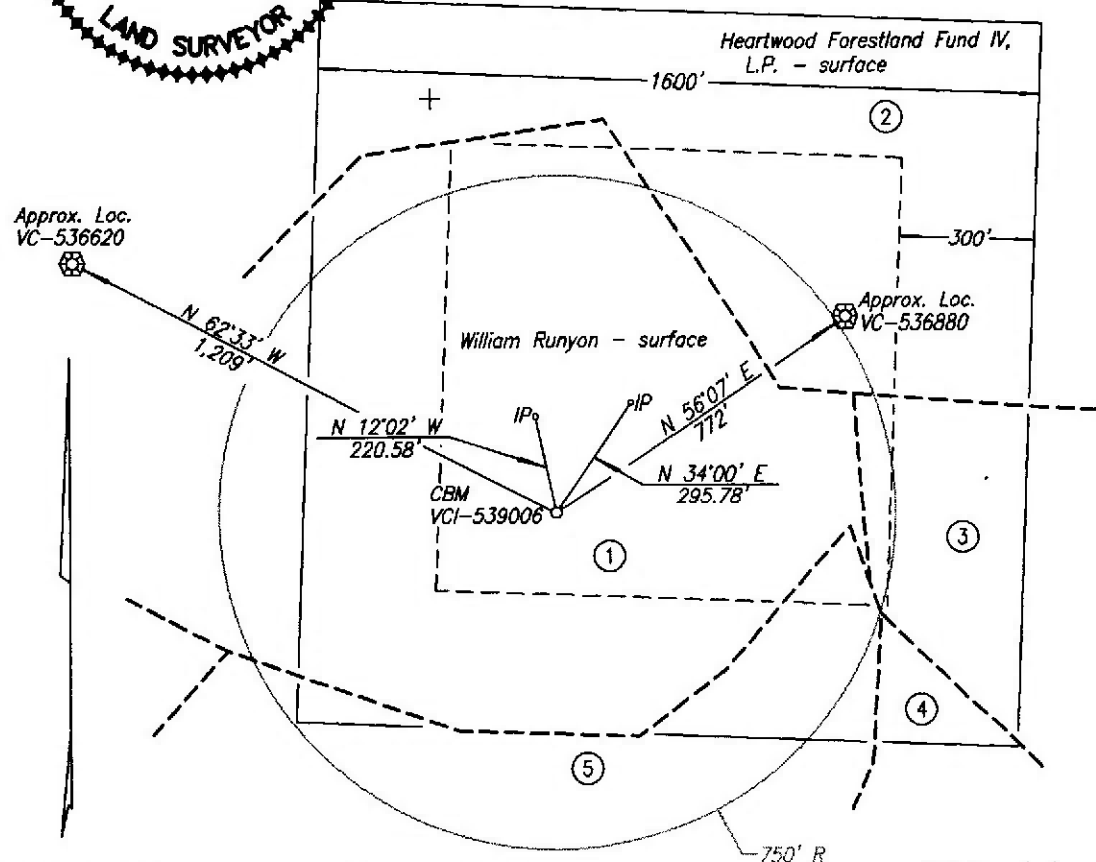 LAND SURVEYOR
Heartwood Forestland Fund IV,
L.P. - surface
1600'
2
Approx. Loc.
VC-536620
300'
Approx. Loc.
VC-536880
N 62°33' W
1,209'
William Runyon - surface
N 56°07' E
772'
IP
IP
N 12°02' W
220.58'
N 34°00' E
295.78'
CBM
VCI-539006
1
3
4
5
750' R